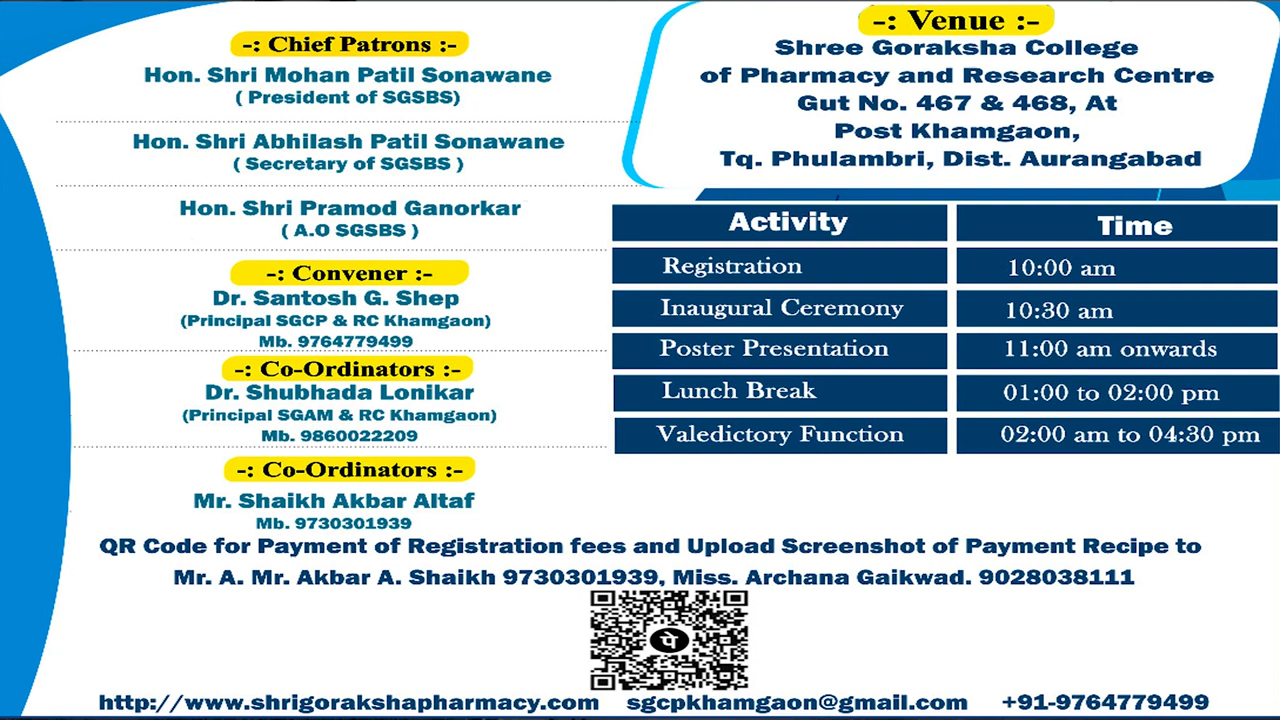 -: Chief Patrons :-
Hon. Shri Mohan Patil Sonawane
( President of SGSBS)
Hon. Shri Abhilash Patil Sonawane
( Secretary of SGSBS )
Hon. Shri Pramod Ganorkar
( A.O SGSBS )
-: Convener :-
Dr. Santosh G. Shep
(Principal SGCP & RC Khamgaon)
Mb. 9764779499
-: Co-Ordinators :-
Dr. Shubhada Lonikar
(Principal SGAM & RC Khamgaon)
Mb. 9860022209
-: Co-Ordinators :-
Mr. Shaikh Akbar Altaf
Mb. 9730301939
-: Venue :-
Shree Goraksha College
of Pharmacy and Research Centre
Gut No. 467 & 468, At
Post Khamgaon,
Tq. Phulambri, Dist. Aurangabad
Activity Time
Registration 10:00 am
Inaugural Ceremony 10:30 am
Poster Presentation 11:00 am onwards
Lunch Break 01:00 to 02:00 pm
Valedictory Function 02:00 am to 04:30 pm
QR Code for Payment of Registration fees and Upload Screenshot of Payment Recipe to
Mr. A. Mr. Akbar A. Shaikh 9730301939, Miss. Archana Gaikwad. 9028038111
पे
http://www.shrigorakshapharmacy.com sgcpkhamgaon@gmail.com +91-9764779499